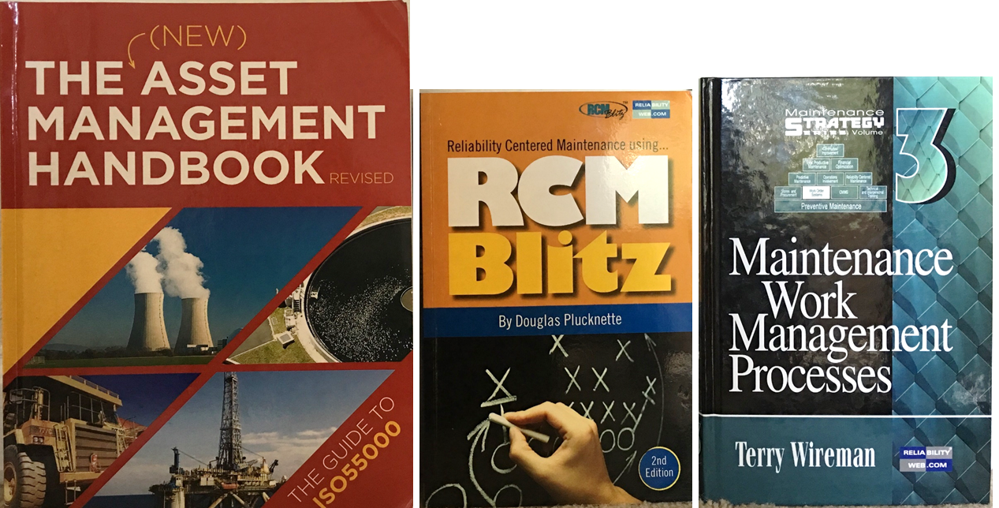 (NEW)
THE ASSET
MANAGEMENT
HANDBOOK REVISED
THE GUIDE TO
ISO55000
RCM
Blitz™
RELIABILITY
WEB.COM
Reliability Centered Maintenance using...
RCM
Blitz
By Douglas Plucknette
2nd
Edition
Maintenance
STRATEGY
SERIES Volume 3
Continuous
Improvement
Total Productive
Maintenance
Financial
Optimization
Predictive
Maintenance
Operations
Involvement
Reliability Centered
Maintenance
Stores and
Procurement
Work Order
Systems
CMMS
Technical
and Interpersonal
Training
Preventive Maintenance
Maintenance
Work
Management
Processes
Terry Wireman
RELIABILITY
WEB.COM